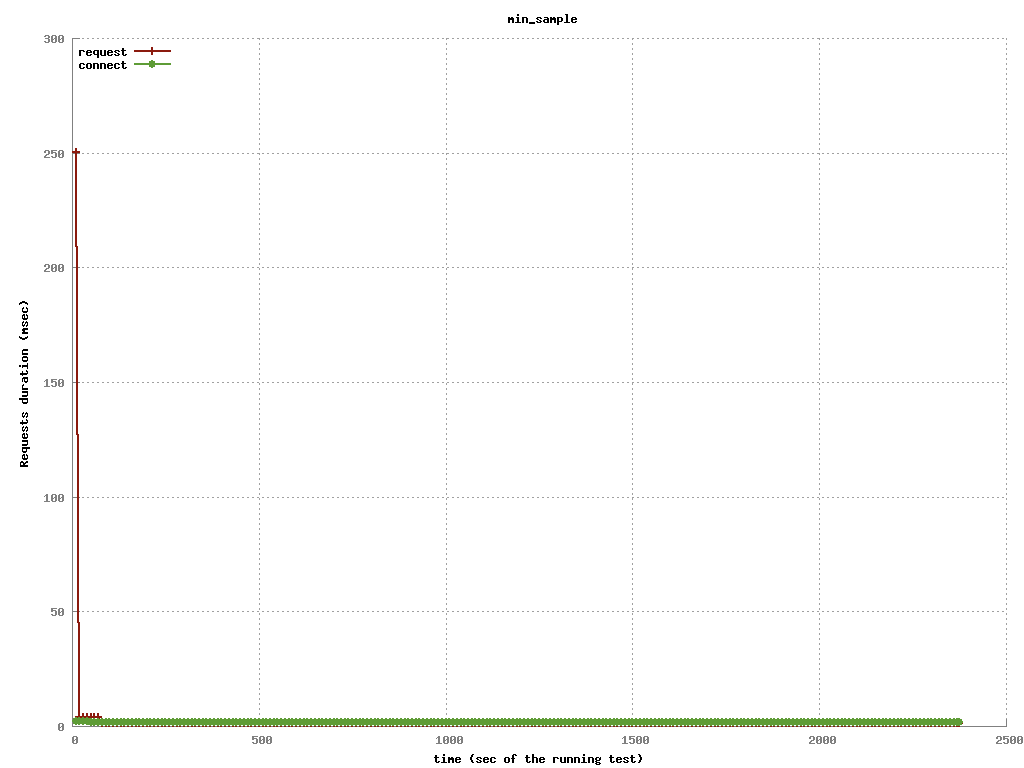 min_sample
300
request
connect
250
200
150
100
50
0
Requests duration (msec)
0 500 1000 1500 2000 2500
time (sec of the running test)